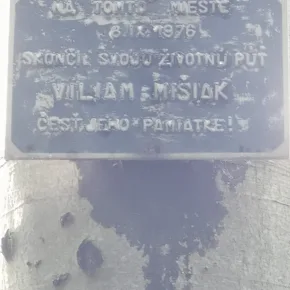 NA TOMTO MIESTE
8.IX.1976
SKONČIL SVOJU ŽIVOTNÚ PÚŤ
VILIAM MIŠIAK
ČESŤ JEHO PAMIATKE!